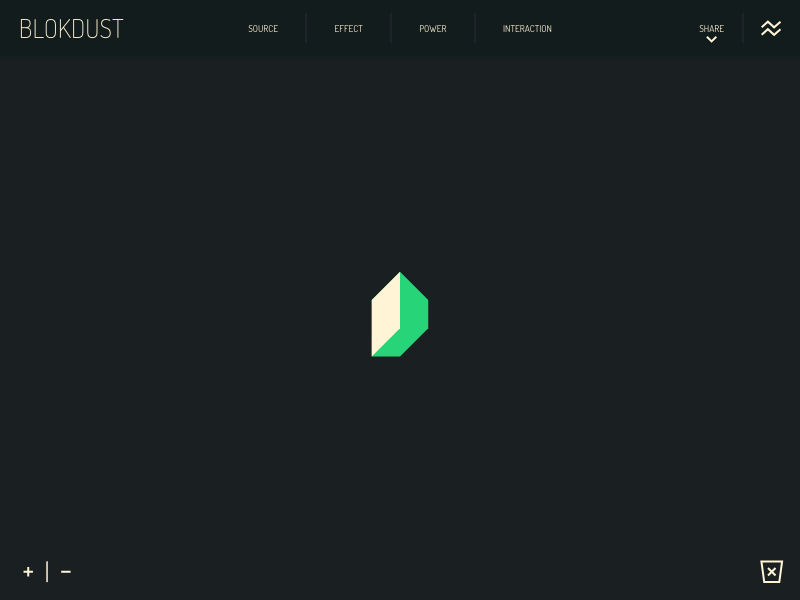 BLOKDUST
SOURCE
EFFECT
POWER
INTERACTION
SHARE
+ | −